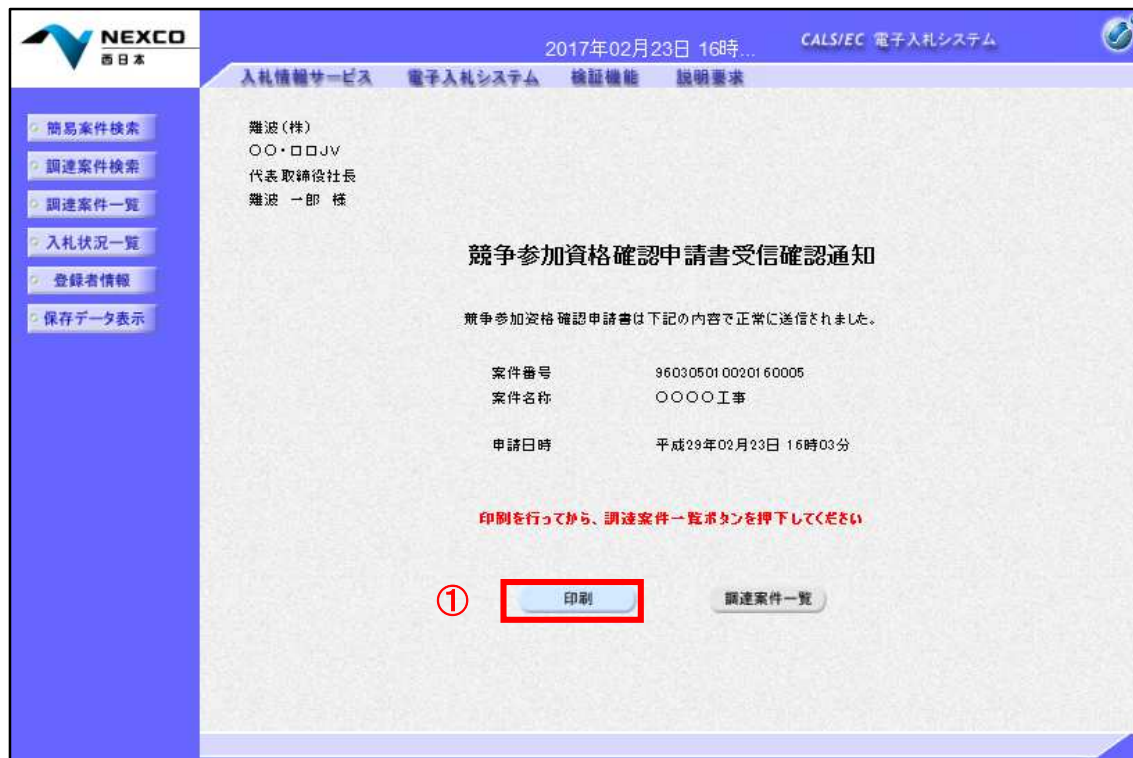 NEXCO
西日本
2017年02月23日 16時...
CALS/EC 電子入札システム
入札情報サービス 電子入札システム 検証機能 説明要求
簡易案件検索
調達案件検索
調達案件一覧
入札状況一覧
登録者情報
保存データ表示
難波(株)
〇〇・ロロJV
代表取締役社長
難波 一郎 様
競争参加資格確認申請書受信確認通知
競争参加資格確認申請書は下記の内容で正常に送信されました。
案件番号 960305010020160005
案件名称 〇〇〇〇工事
申請日時 平成29年02月23日 16時03分
印刷を行ってから、調達案件一覧ボタンを押下してください
① 印刷 調達案件一覧